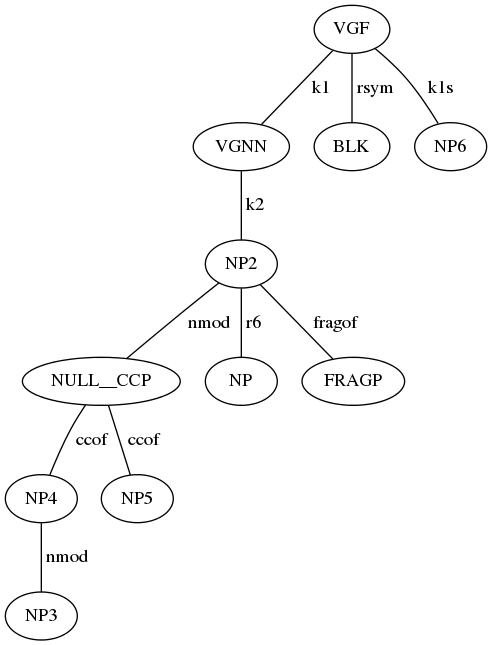 VGF
k1 rsym k1s
VGNN BLK NP6
k2
NP2
nmod r6 fragof
NULL__CCP NP FRAGP
ccof ccof
NP4 NP5
nmod
NP3